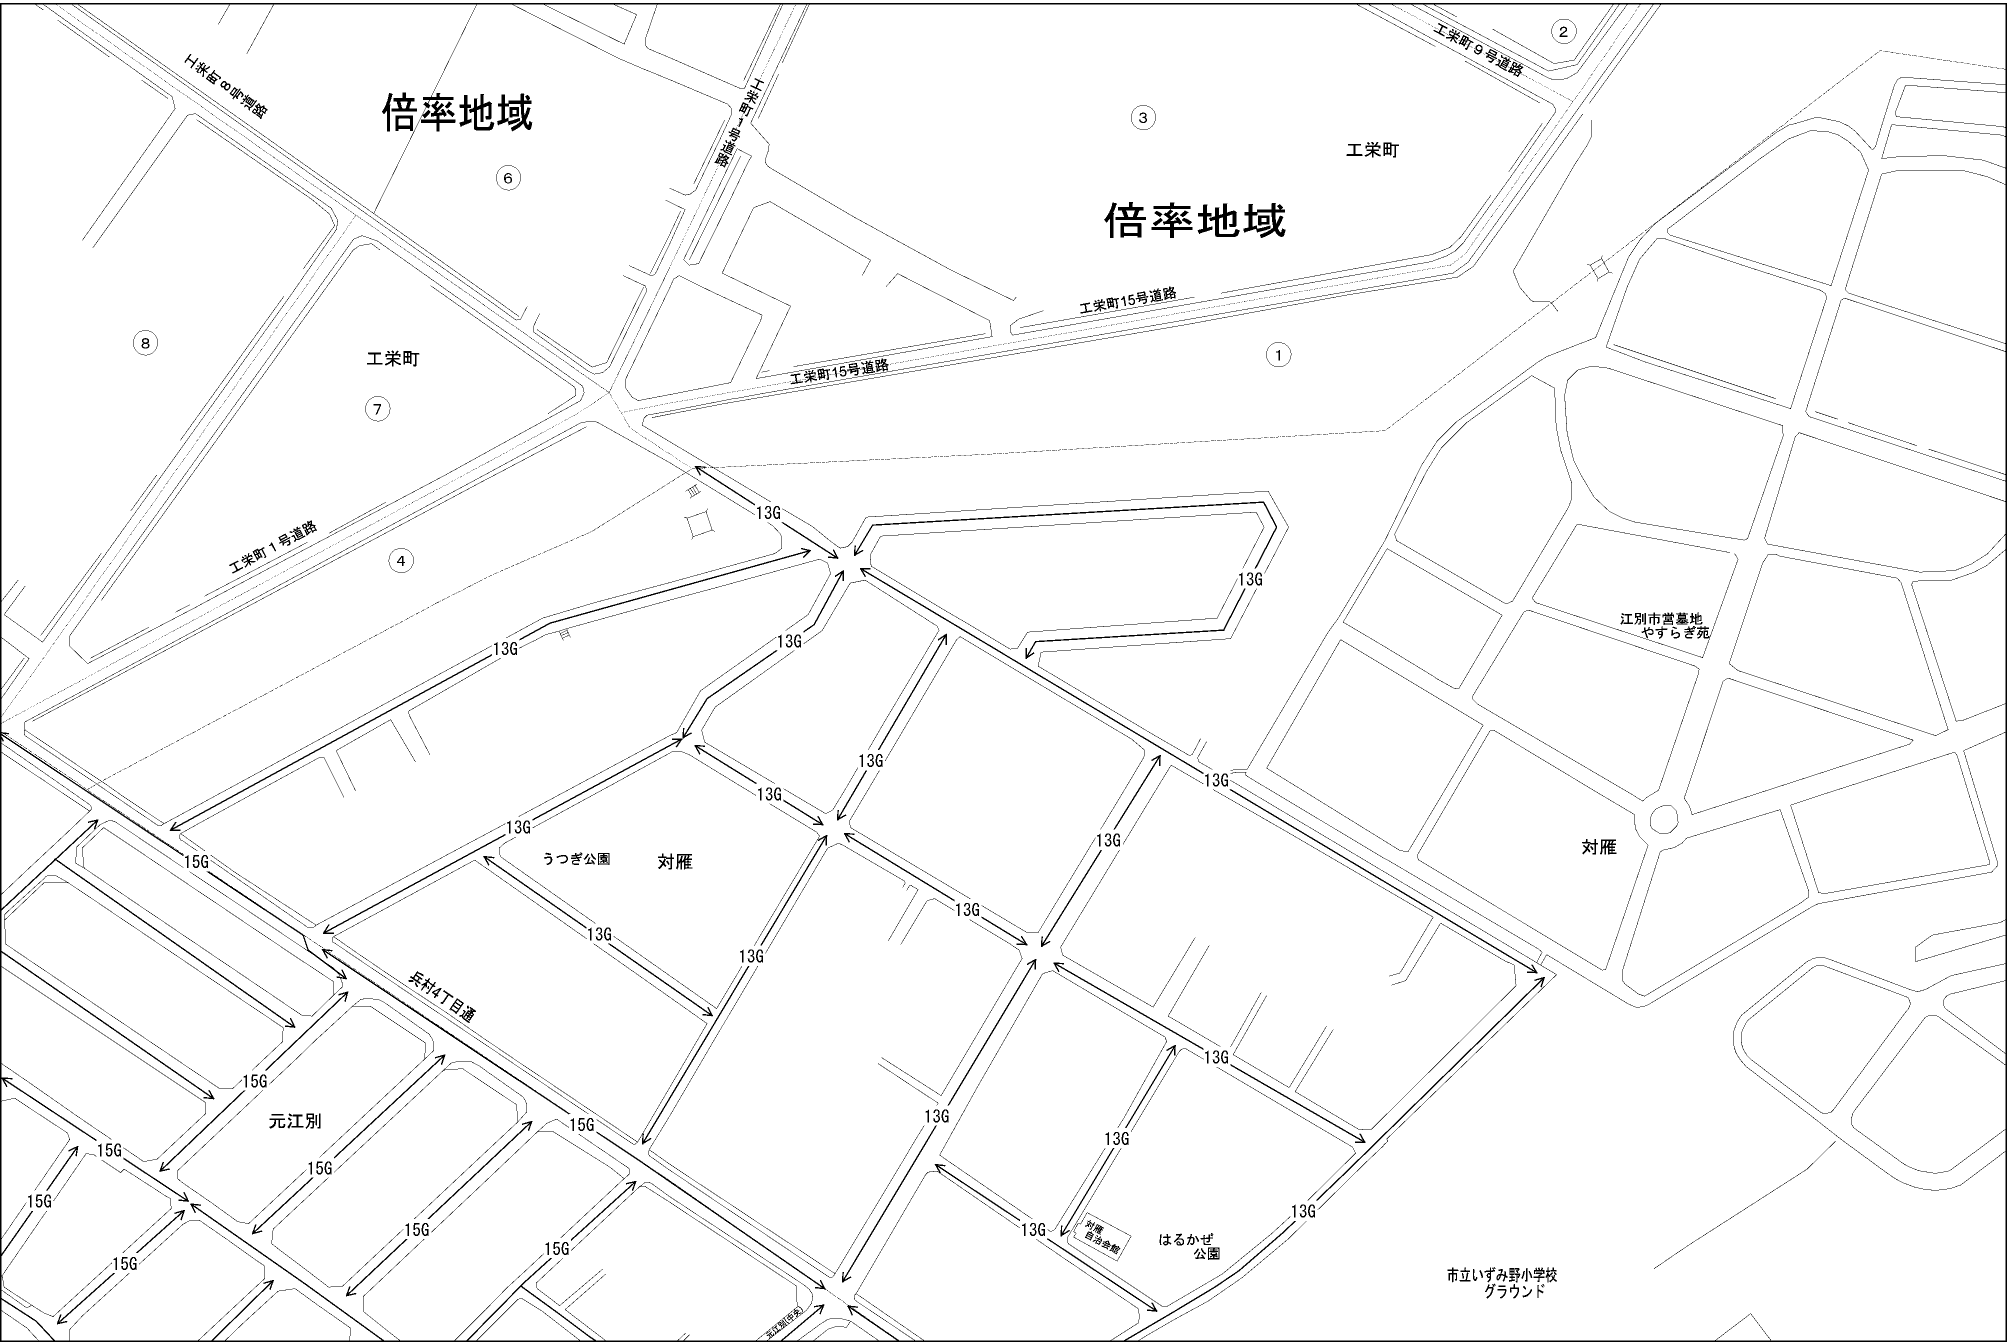 工栄町9号道路
2
工栄町8号道路
倍率地域
工栄町1号道路
3
工栄町
6
倍率地域
工栄町15号道路
8
工栄町
工栄町15号道路
1
7
13G
工栄町1号道路
4
13G
江別市営墓地
やすらぎ苑
13G
13G
13G
13G
13G
13G
13G
13G
対雁
15G
うつぎ公園
対雁
13G
13G
13G
兵村4丁目通
13G
15G
元江別
13G
15G
13G
15G
15G
13G
15G
15G
13G
13G
対雁
自治会館
はるかぜ
公園
15G
15G
市立いずみ野小学校
グラウンド
元江別(中央)